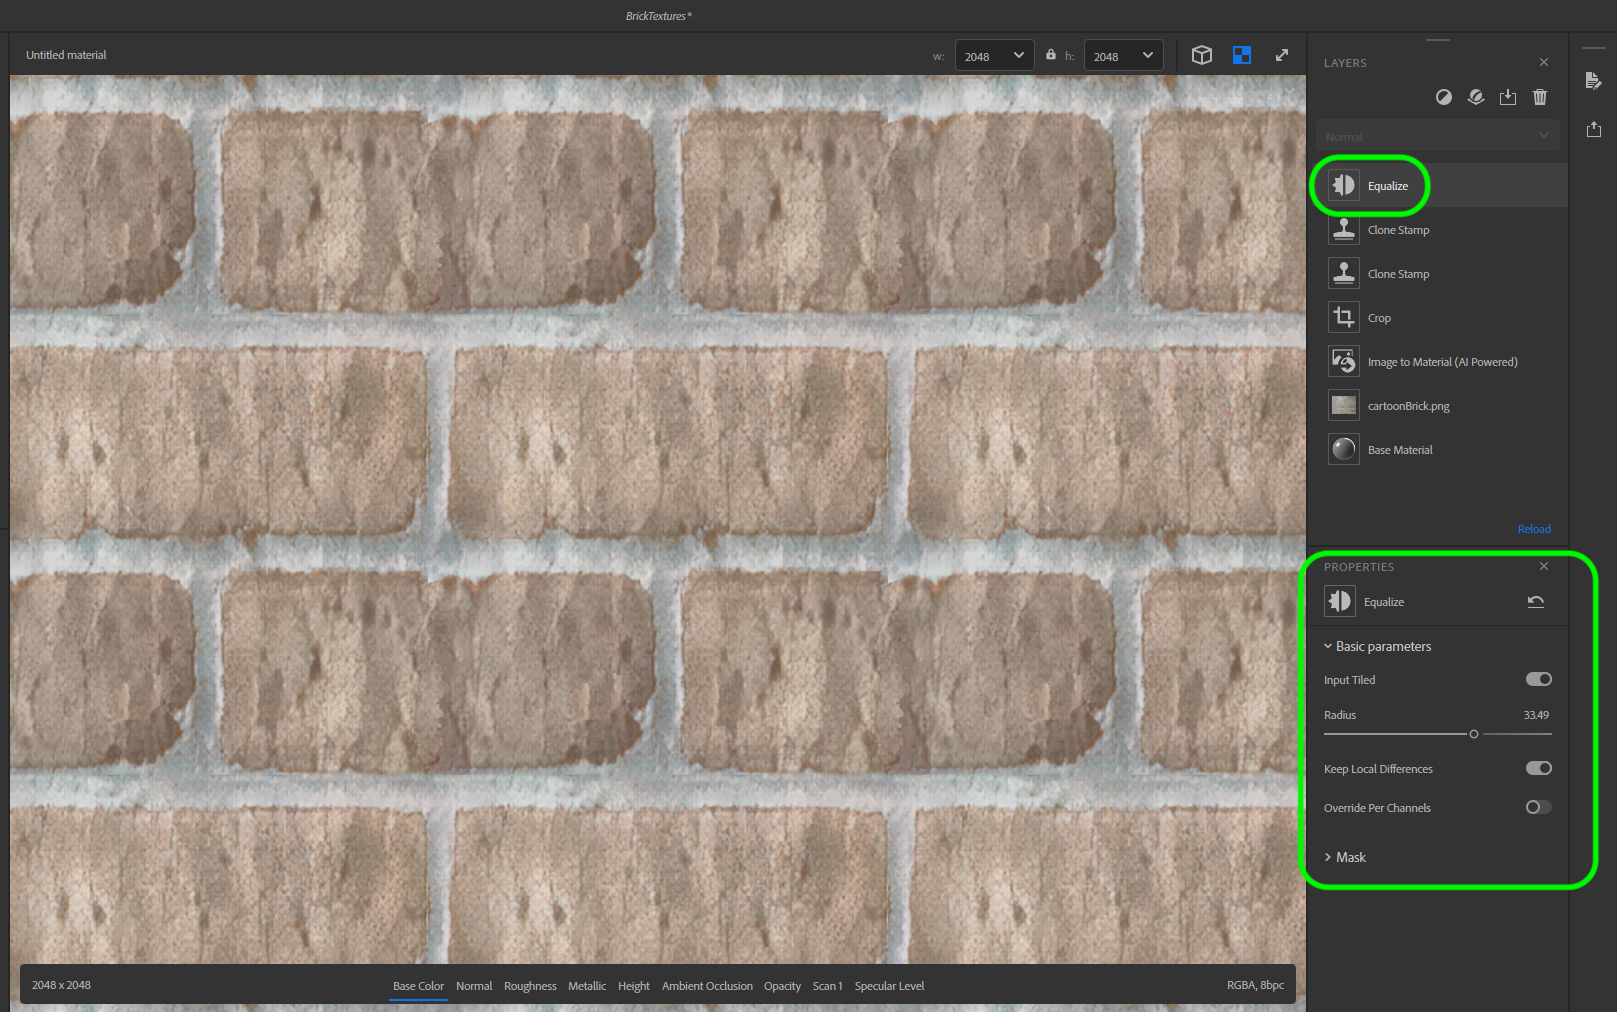 BrickTextures*
Untitled material
w: 2048 h: 2048
LAYERS
Normal
Equalize
Clone Stamp
Clone Stamp
Crop
Image to Material (AI Powered)
cartoonBrick.png
Base Material
Reload
PROPERTIES
Equalize
Basic parameters
Input Tiled
Radius 33.49
Keep Local Differences
Override Per Channels
Mask
2048 x 2048 Base Color Normal Roughness Metallic Height Ambient Occlusion Opacity Scan 1 Specular Level RGBA, 8bpc